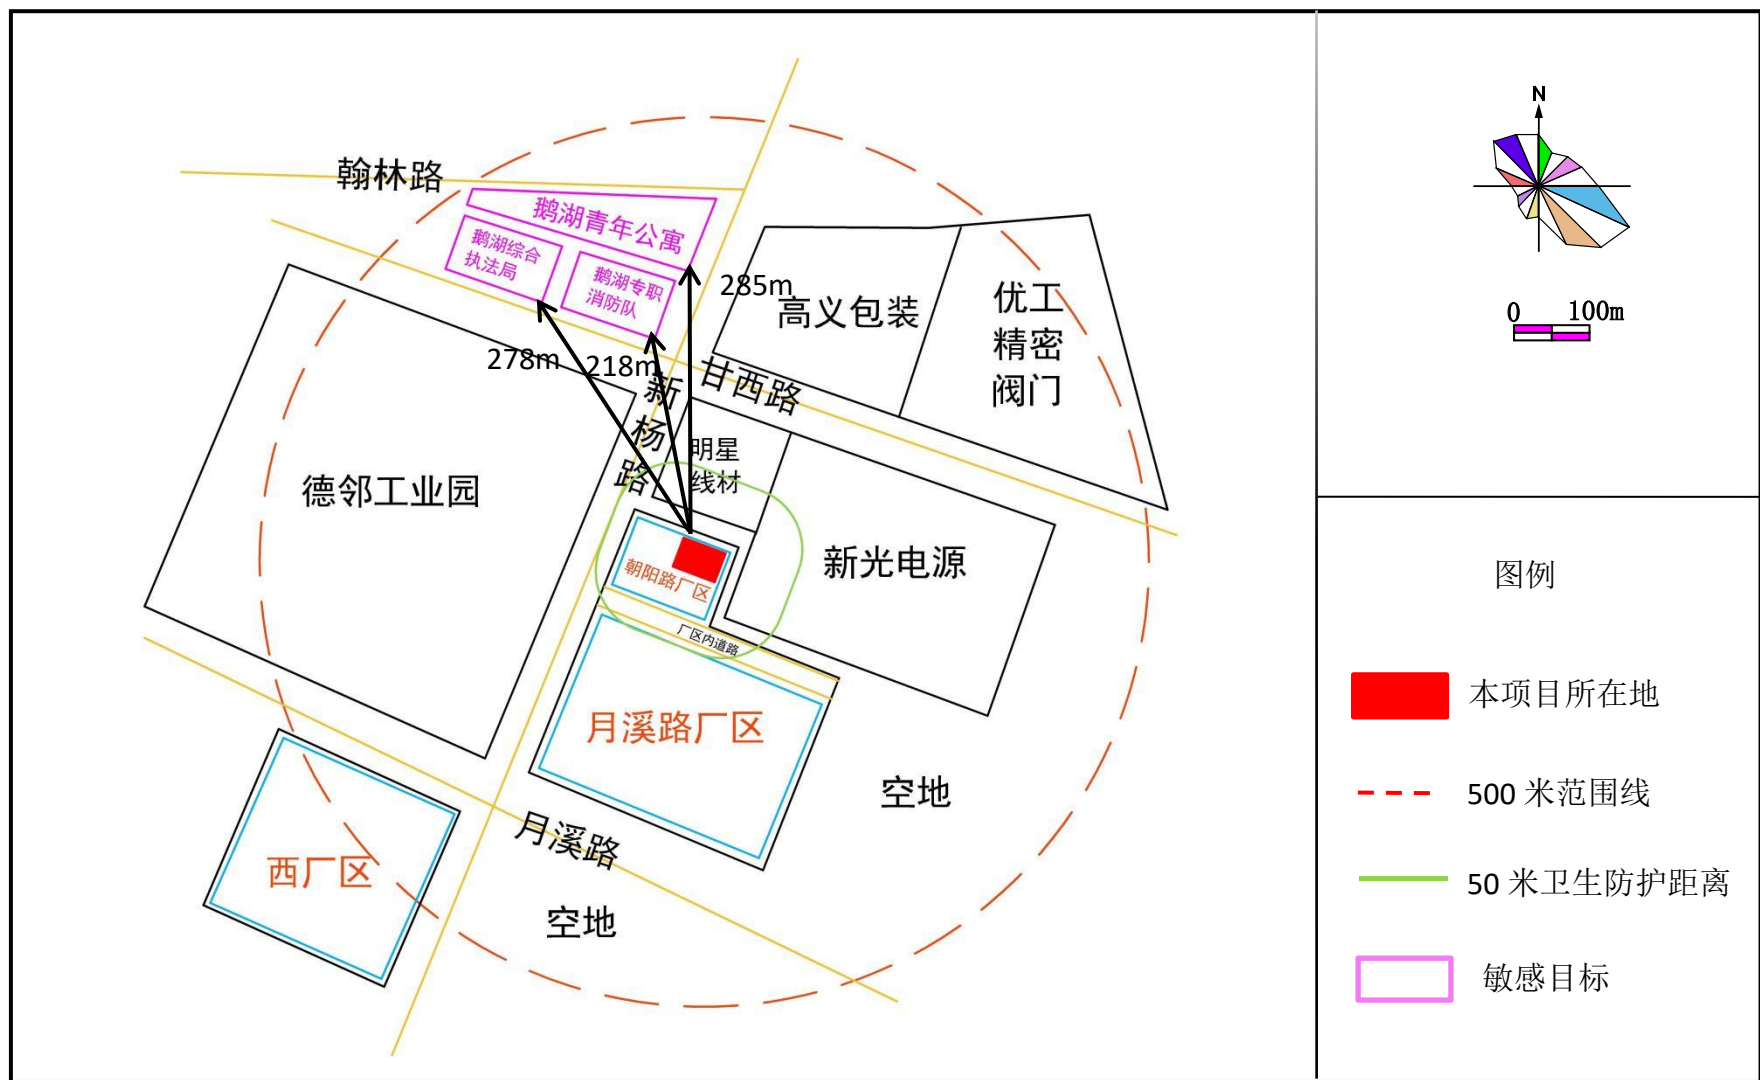 翰林路
鹅湖青年公寓
鹅湖综合
执法局
鹅湖专职
消防队
285m
278m
218m
高义包装
优工
精密
阀门
甘西路
新
杨
路
明星
线材
德邻工业园
新光电源
朝阳路厂区
厂区内道路
月溪路厂区
空地
月溪路
西厂区
空地
N
0 100m
图例
本项目所在地
500 米范围线
50 米卫生防护距离
敏感目标